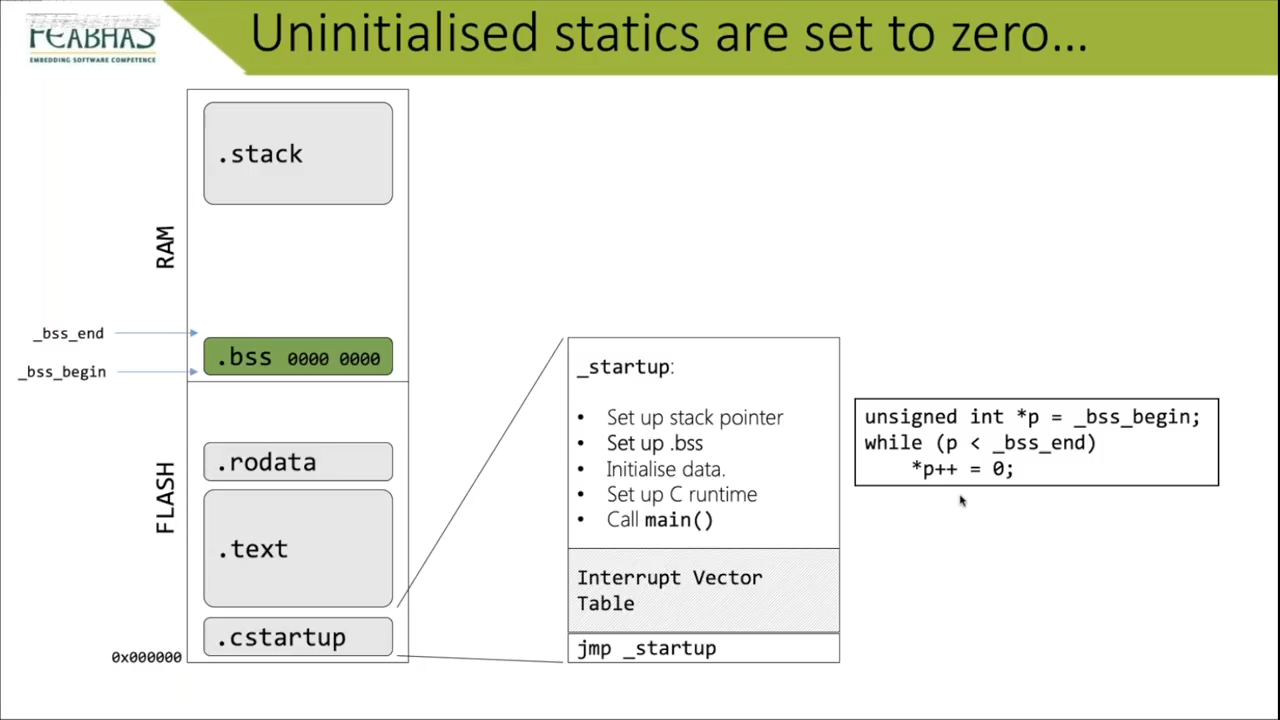 FEABHAS
EMBEDDING SOFTWARE COMPETENCE
Uninitialised statics are set to zero...
.stack
RAM
_bss_end
.bss 0000 0000
_bss_begin
.rodata
FLASH
.text
.cstartup
0x000000
_startup:
• Set up stack pointer
• Set up .bss
• Initialise data.
• Set up C runtime
• Call main()
Interrupt Vector
Table
jmp _startup
unsigned int *p = _bss_begin;
while (p < _bss_end)
*p++ = 0;